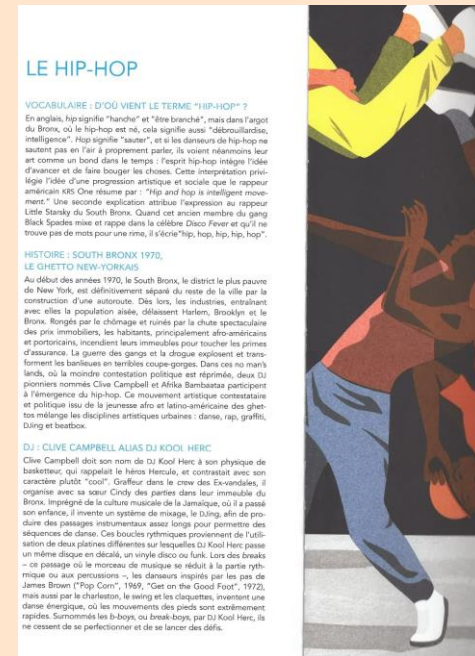 LE HIP-HOP
VOCABULAIRE : D'OÙ VIENT LE TERME "HIP-HOP" ?
En anglais, hip signifie "hanche" et "être branché", mais dans l'argot
du Bronx, où le hip-hop est né, cela signifie aussi "débrouillardise,
intelligence". Hop signifie "sauter", et si les danseurs de hip-hop ne
sautent pas en l'air à proprement parler, ils voient néanmoins leur
art comme un bond dans le temps : l'esprit hip-hop intègre l'idée
d'avancer et de faire bouger les choses. Cette interprétation privi-
légie l'idée d'une progression artistique et sociale que le rappeur
américain KRS One résume par : "Hip and hop is intelligent move-
ment." Une seconde explication attribue l'expression au rappeur
Little Starsky du South Bronx. Quand cet ancien membre du gang
Black Spades mixe et rappe dans la célèbre Disco Fever et qu'il ne
trouve pas de mots pour une rime, il s'écrie"hip, hop, hip, hip, hop".
HISTOIRE : SOUTH BRONX 1970,
LE GHETTO NEW-YORKAIS
Au début des années 1970, le South Bronx, le district le plus pauvre
de New York, est définitivement séparé du reste de la ville par la
construction d'une autoroute. Dès lors, les industries, entraînant
avec elles la population aisée, délaissent Harlem, Brooklyn et le
Bronx. Rongés par le chômage et ruinés par la chute spectaculaire
des prix immobiliers, les habitants, principalement afro-américains
et portoricains, incendient leurs immeubles pour toucher les primes
d'assurance. La guerre des gangs et la drogue explosent et trans-
forment les banlieues en terribles coupe-gorges. Dans ces no man's
lands, où la moindre contestation politique est réprimée, deux DJ
pionniers nommés Clive Campbell et Afrika Bambaataa participent
à l'émergence du hip-hop. Ce mouvement artistique contestataire
et politique issu de la jeunesse afro et latino-américaine des ghet-
tos mélange les disciplines artistiques urbaines : danse, rap, graffiti,
DJing et beatbox.
DJ : CLIVE CAMPBELL ALIAS DJ KOOL HERC
Clive Campbell doit son nom de DJ Kool Herc à son physique de
basketteur, qui rappelait le héros Hercule, et contrastait avec son
caractère plutôt "cool". Graffeur dans le crew des Ex-vandales, il
organise avec sa sœur Cindy des parties dans leur immeuble du
Bronx. Imprégné de la culture musicale de la Jamaïque, où il a passé
son enfance, il invente un système de mixage, le DJing, afin de pro-
duire des passages instrumentaux assez longs pour permettre des
séquences de danse. Ces boucles rythmiques proviennent de l'utili-
sation de deux platines différentes sur lesquelles DJ Kool Herc passe
un même disque en décalé, un vinyle disco ou funk. Lors des breaks
– ce passage où le morceau de musique se réduit à la partie ryth-
mique ou aux percussions –, les danseurs inspirés par les pas de
James Brown ("Pop Corn", 1969, "Get on the Good Foot", 1972),
mais aussi par le charleston, le swing et les claquettes, inventent une
danse énergique, où les mouvements des pieds sont extrêmement
rapides. Surnommés les b-boys, ou break-boys, par DJ Kool Herc, ils
ne cessent de se perfectionner et de se lancer des défis.